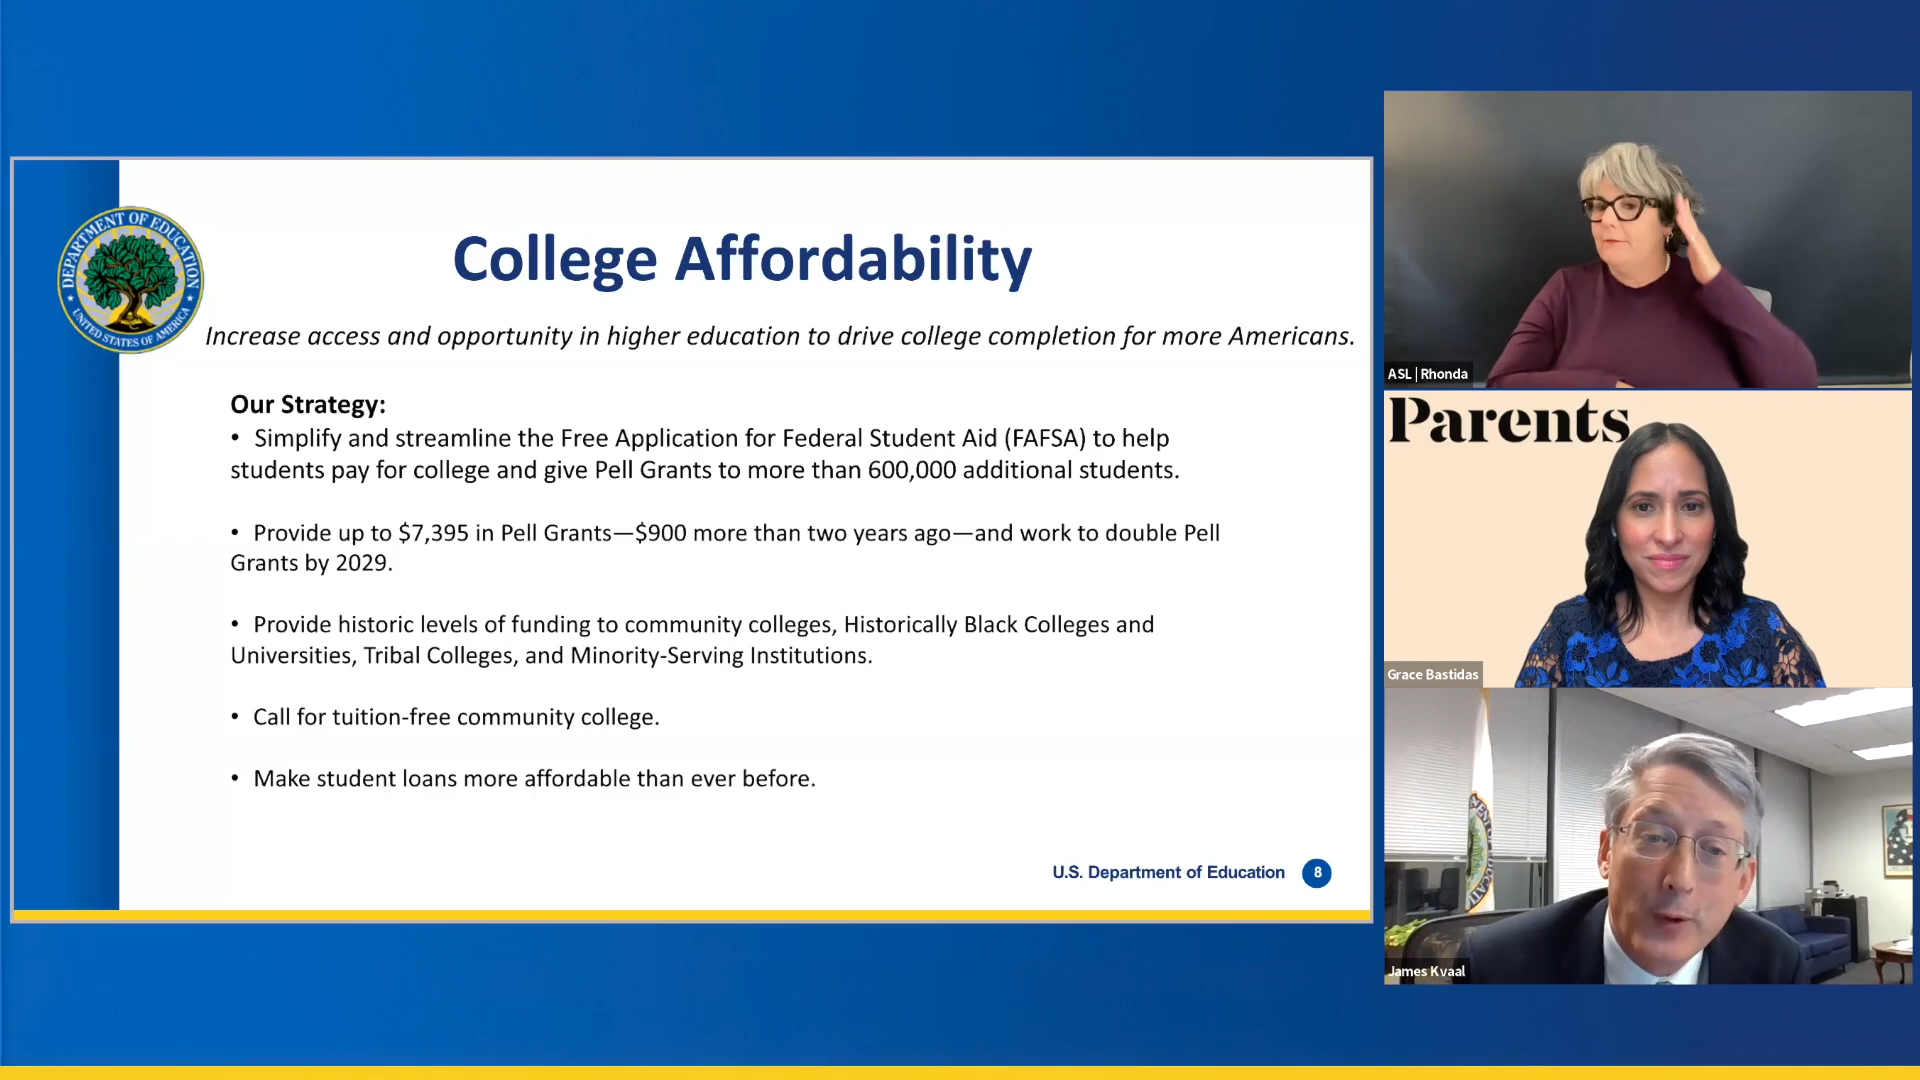 DEPARTMENT OF EDUCATION
UNITED STATES OF AMERICA
College Affordability
Increase access and opportunity in higher education to drive college completion for more Americans.
Our Strategy:
• Simplify and streamline the Free Application for Federal Student Aid (FAFSA) to help
students pay for college and give Pell Grants to more than 600,000 additional students.
• Provide up to $7,395 in Pell Grants—$900 more than two years ago—and work to double Pell
Grants by 2029.
• Provide historic levels of funding to community colleges, Historically Black Colleges and
Universities, Tribal Colleges, and Minority-Serving Institutions.
• Call for tuition-free community college.
• Make student loans more affordable than ever before.
U.S. Department of Education 8
ASL | Rhonda
Parents
Grace Bastidas
James Kvaal